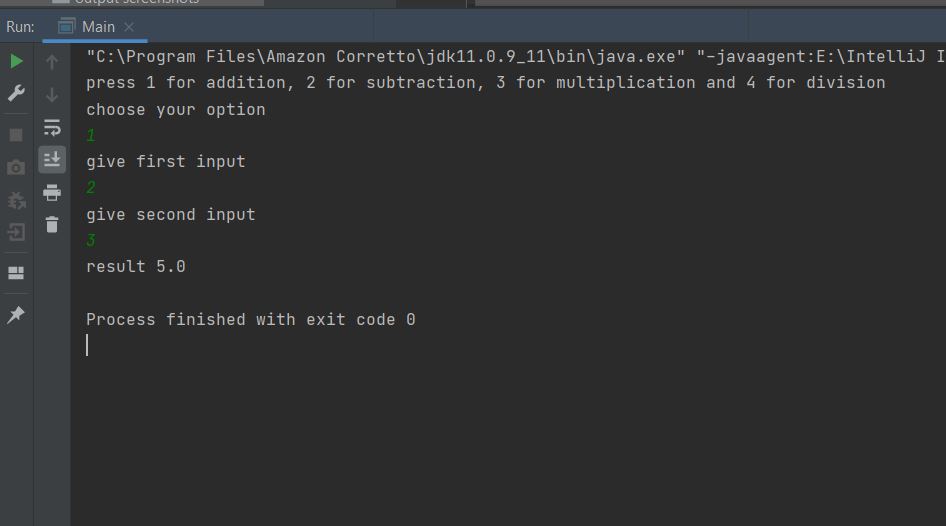 output screenshots
Run: Main
"C:\Program Files\Amazon Corretto\jdk11.0.9_11\bin\java.exe" "-javaagent:E:\IntelliJ I
press 1 for addition, 2 for subtraction, 3 for multiplication and 4 for division
choose your option
1
give first input
2
give second input
3
result 5.0
Process finished with exit code 0